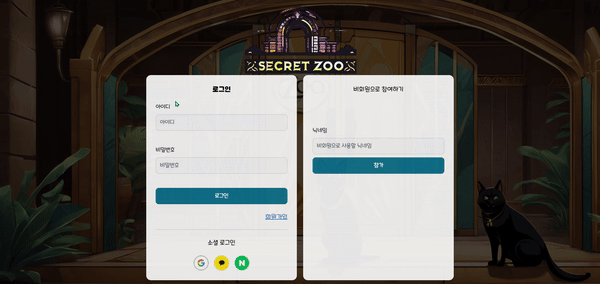 SECRET ZOO
로그인
아이디
아이디
비밀번호
비밀번호
로그인
회원가입
소셜 로그인
G
N
비회원으로 참여하기
닉네임
비회원으로 사용할 닉네임
참가